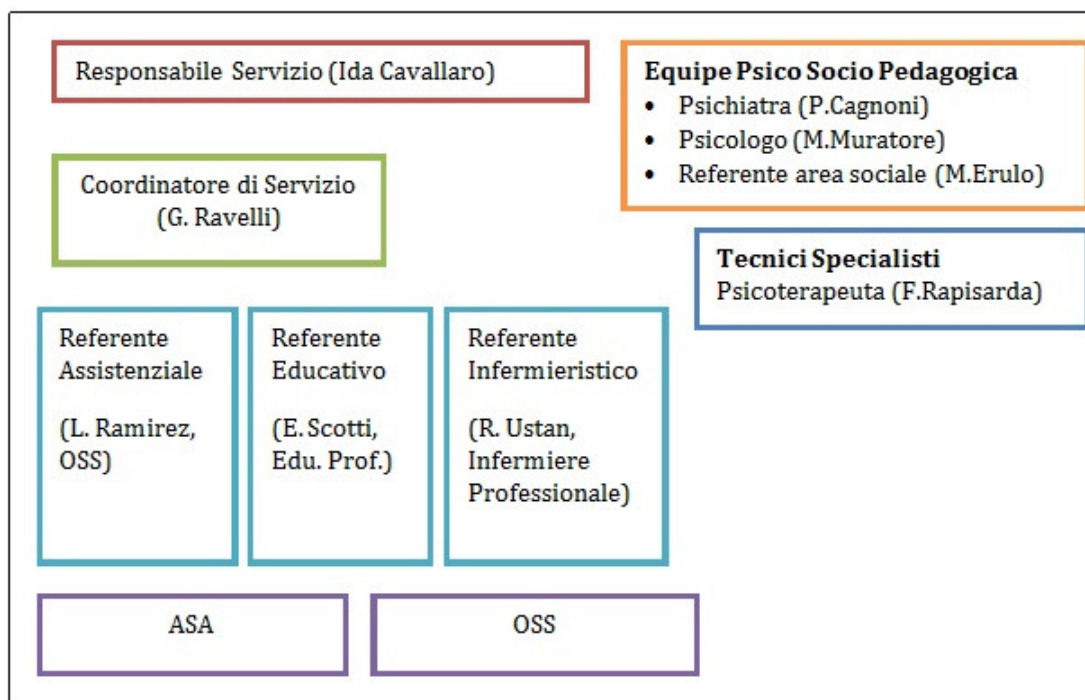 Responsabile Servizio (Ida Cavallaro)
Equipe Psico Socio Pedagogica
• Psichiatra (P.Cagnoni)
• Psicologo (M.Muratore)
• Referente area sociale (M.Erulo)
Coordinatore di Servizio
(G. Ravelli)
Tecnici Specialisti
Psicoterapeuta (F.Rapisarda)
Referente
Assistenziale
(L. Ramirez,
OSS)
Referente
Educativo
(E. Scotti,
Edu. Prof.)
Referente
Infermieristico
(R. Ustan,
Infermiere
Professionale)
ASA
OSS